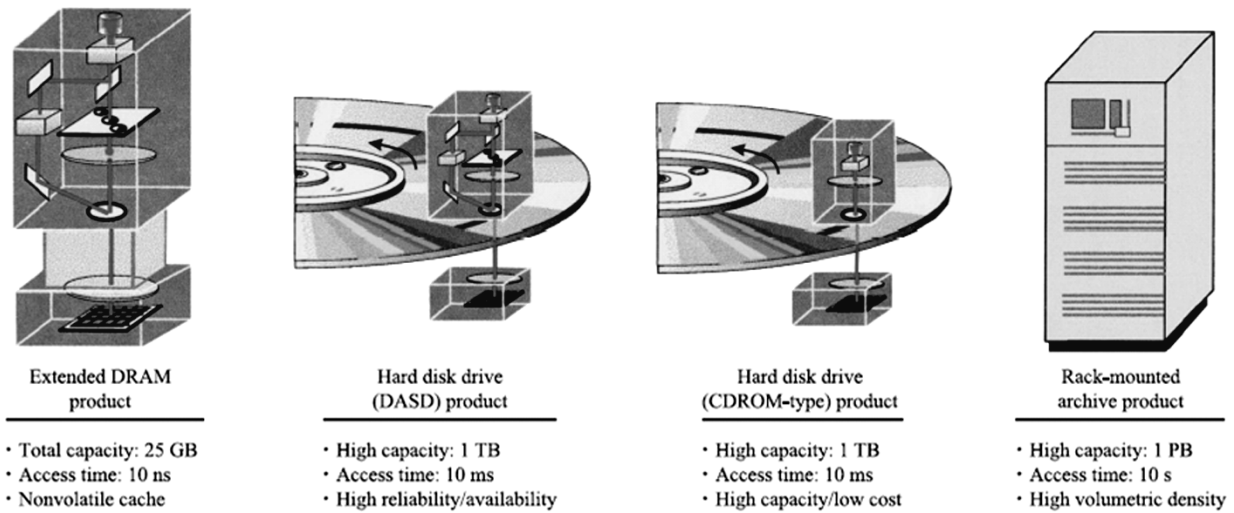 Extended DRAM
product
• Total capacity: 25 GB
• Access time: 10 ns
• Nonvolatile cache
Hard disk drive
(DASD) product
• High capacity: 1 TB
• Access time: 10 ms
• High reliability/availability
Hard disk drive
(CDROM-type) product
• High capacity: 1 TB
• Access time: 10 ms
• High capacity/low cost
Rack-mounted
archive product
• High capacity: 1 PB
• Access time: 10 s
• High volumetric density